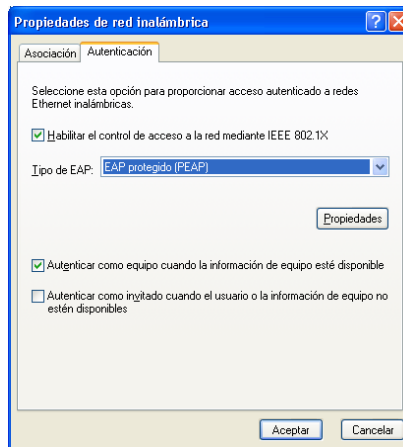 Propiedades de red inalámbrica
Asociación
Autenticación
Seleccione esta opción para proporcionar acceso autenticado a redes
Ethernet inalámbricas.
Habilitar el control de acceso a la red mediante IEEE 802.1X
Tipo de EAP:
EAP protegido (PEAP)
Propiedades
Autenticar como equipo cuando la información de equipo esté disponible
Autenticar como invitado cuando el usuario o la información de equipo no
estén disponibles
Aceptar
Cancelar